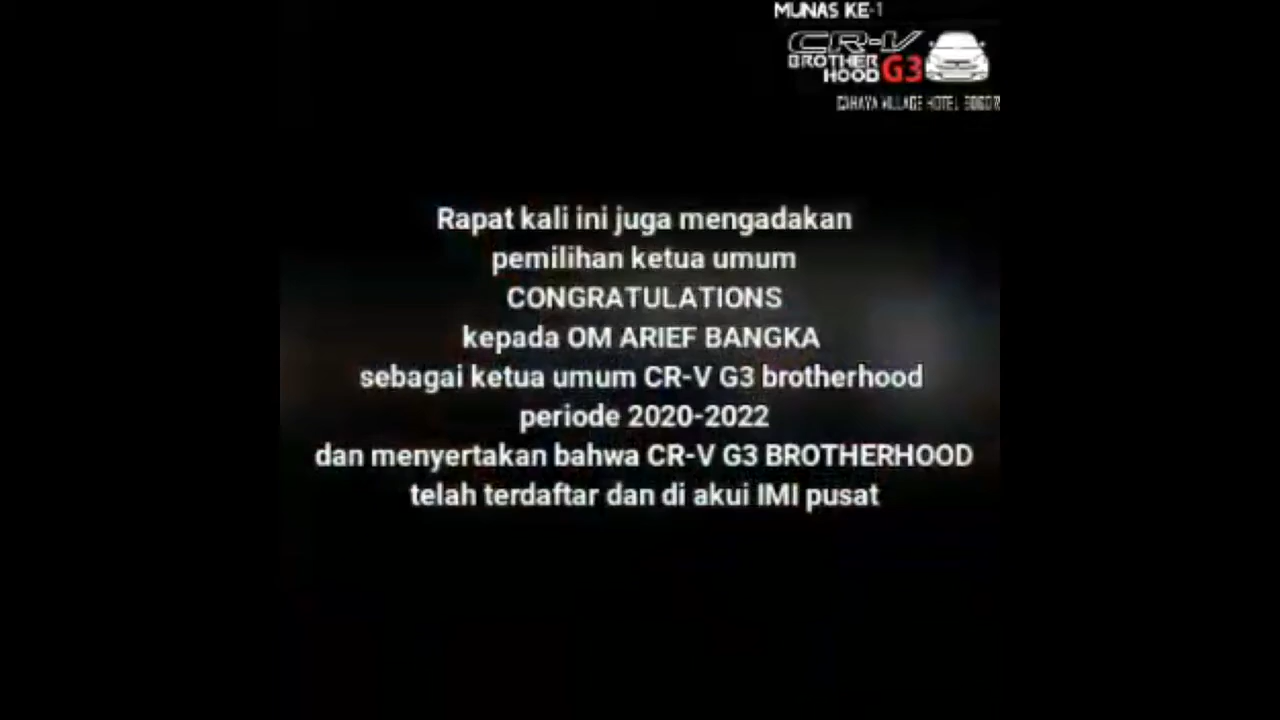 MUNAS KE-1
CR-V
BROTHER
HOOD G3
CAHAYA VILLAGE HOTEL BOGOR
Rapat kali ini juga mengadakan
pemilihan ketua umum
CONGRATULATIONS
kepada OM ARIEF BANGKA
sebagai ketua umum CR-V G3 brotherhood
periode 2020-2022
dan menyertakan bahwa CR-V G3 BROTHERHOOD
telah terdaftar dan di akui IMI pusat